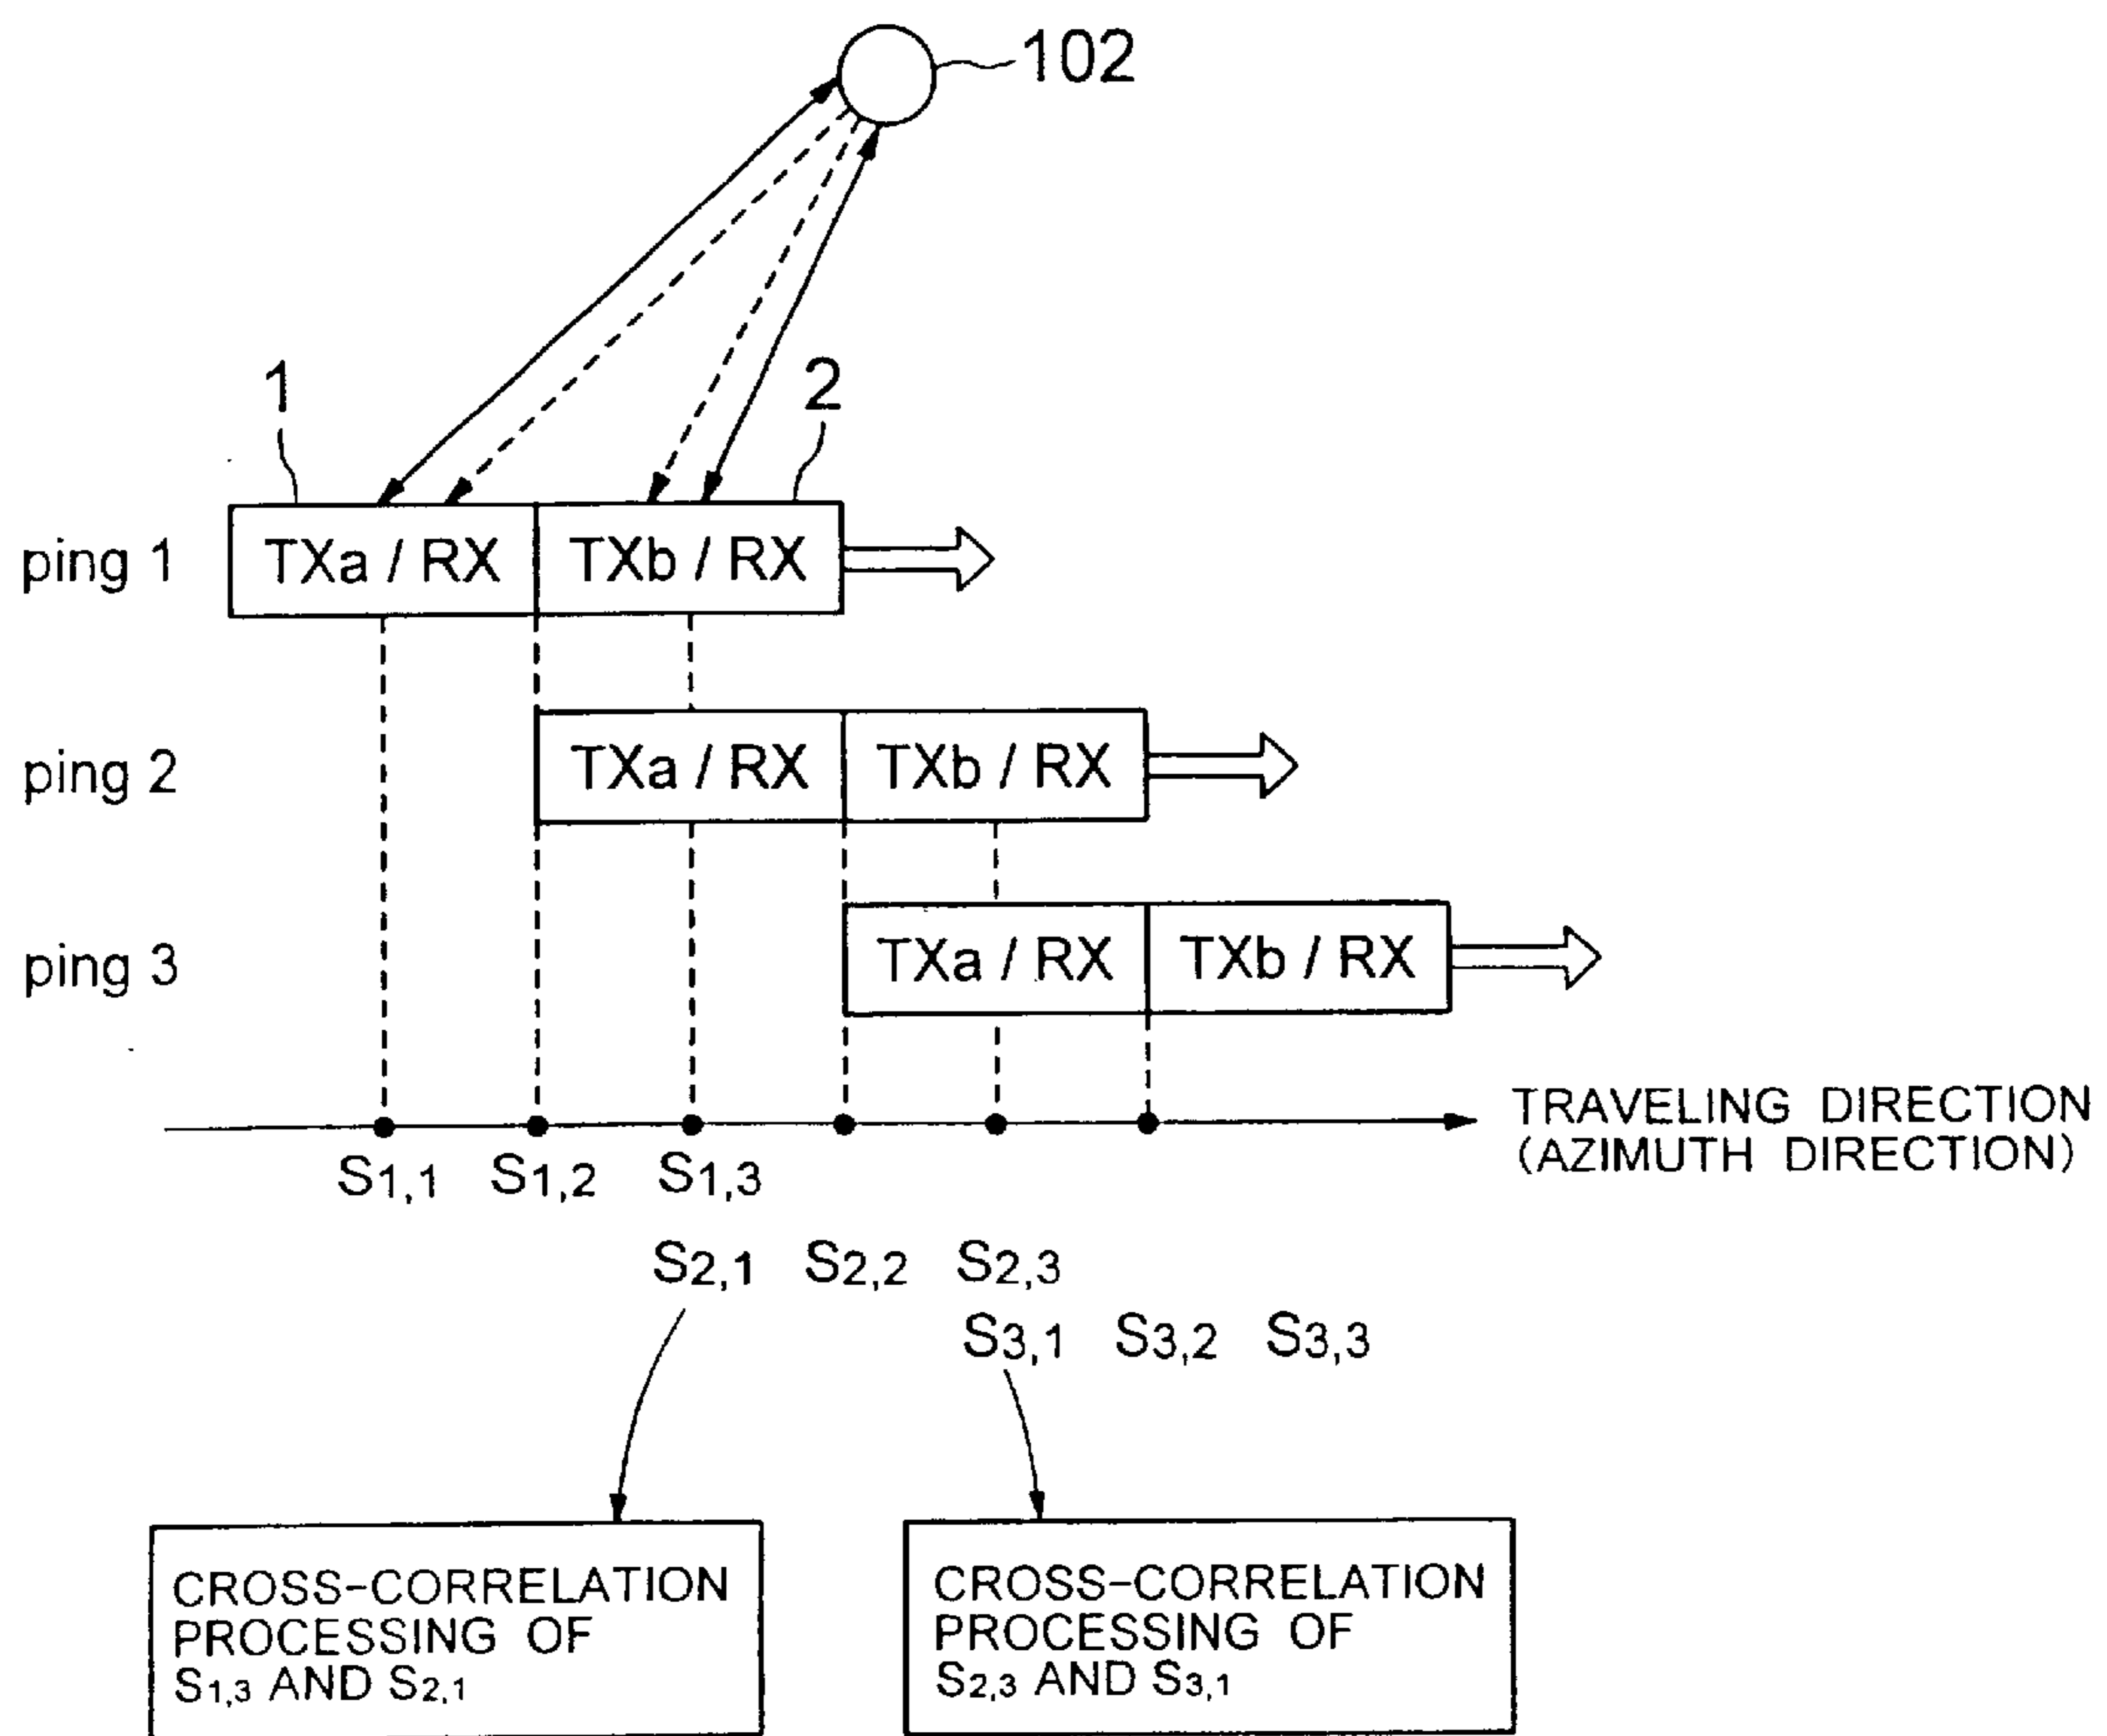 102
1 2
ping 1 TXa / RX TXb / RX
ping 2 TXa / RX TXb / RX
ping 3 TXa / RX TXb / RX
TRAVELING DIRECTION
(AZIMUTH DIRECTION)
S1,1 S1,2 S1,3
S2,1 S2,2 S2,3
S3,1 S3,2 S3,3
CROSS-CORRELATION
PROCESSING OF
S1,3 AND S2,1
CROSS-CORRELATION
PROCESSING OF
S2,3 AND S3,1